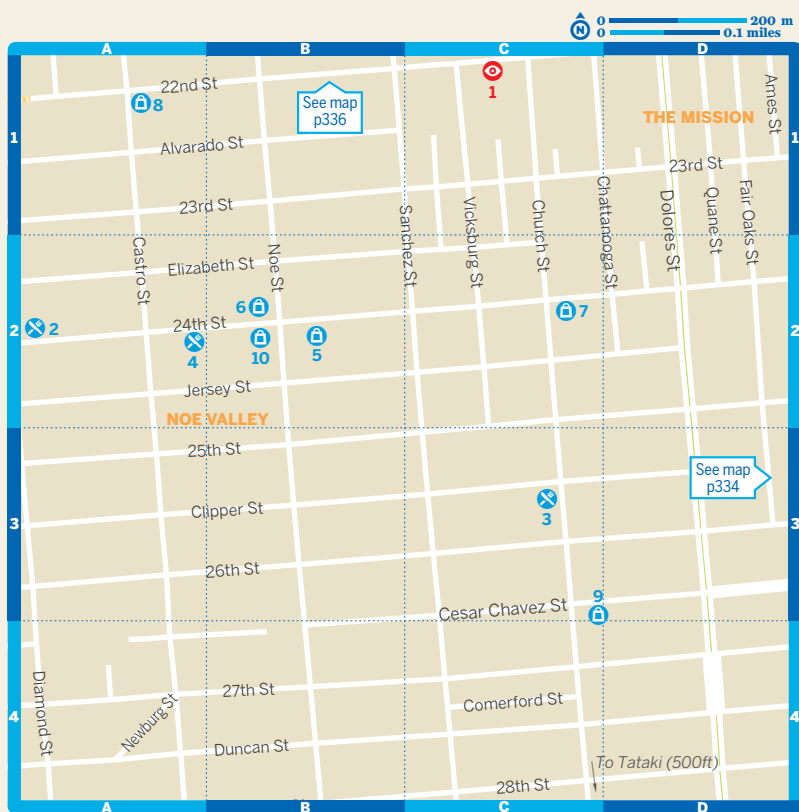 N
0 200 m
0 0.1 miles
A B C D
1
22nd St
8
See map
p336
1
THE MISSION
Ames St
1
Alvarado St
23rd St
23rd St
Castro St
Noe St
Sanchez St
Vicksburg St
Church St
Chattanooga St
Dolores St
Quane St
Fair Oaks St
Elizabeth St
2
2
24th St
6
4
10
5
7
2
Jersey St
NOE VALLEY
25th St
See map
p334
3
Clipper St
3
3
26th St
9
Cesar Chavez St
4
Diamond St
Newburg St
27th St
Comerford St
4
Duncan St
To Tataki (500ft)
28th St
A B C D